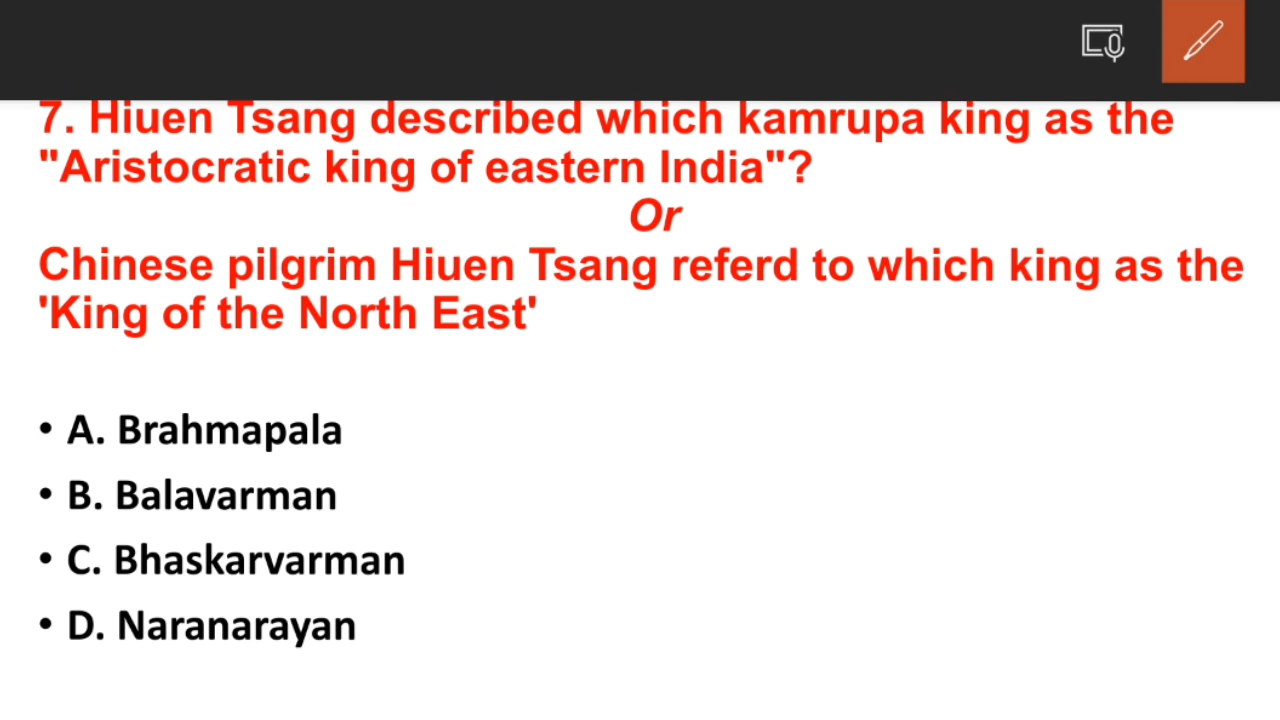 7. Hiuen Tsang described which kamrupa king as the
"Aristocratic king of eastern India"?
Or
Chinese pilgrim Hiuen Tsang referd to which king as the
'King of the North East'
• A. Brahmapala
• B. Balavarman
• C. Bhaskarvarman
• D. Naranarayan